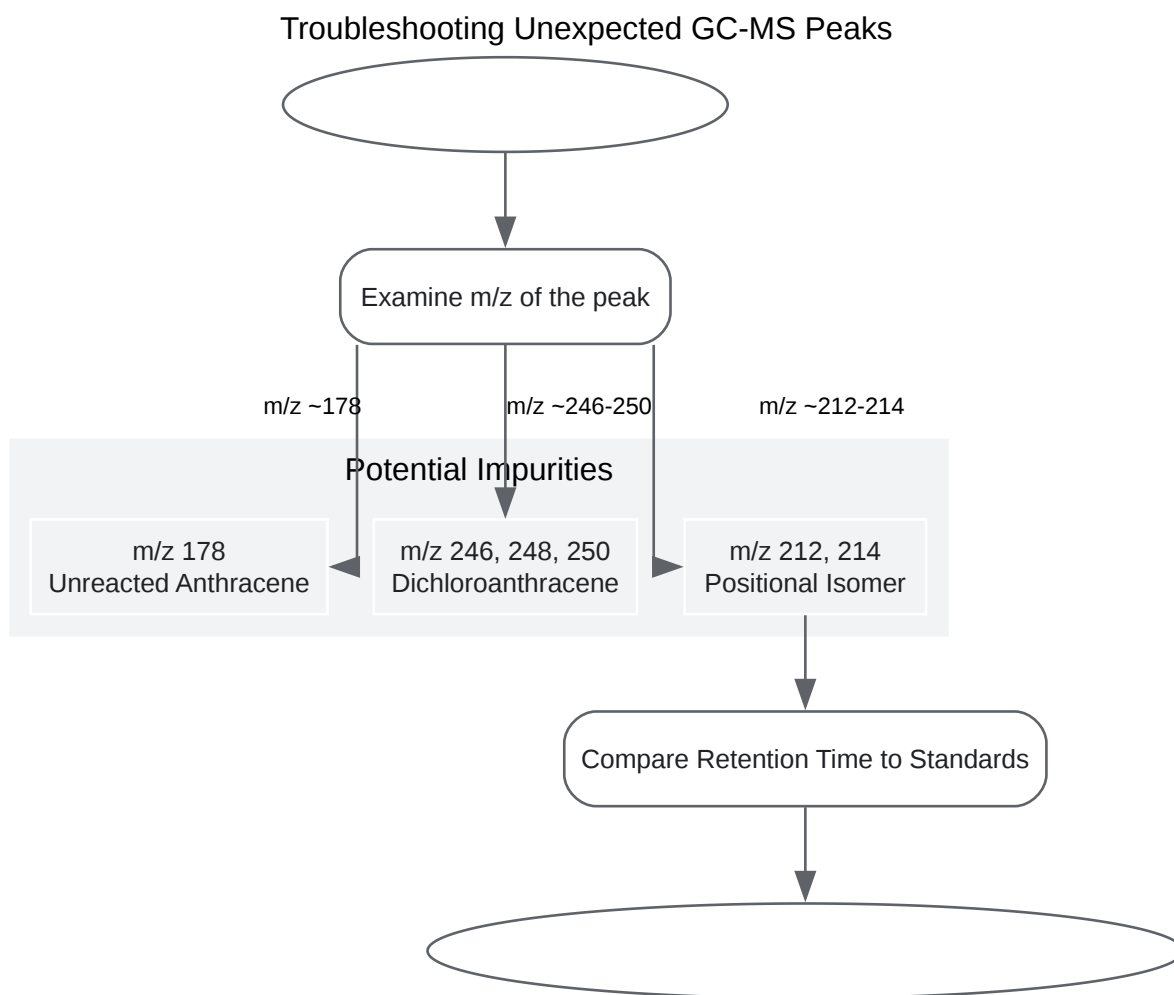 Troubleshooting Unexpected GC-MS Peaks
Examine m/z of the peak
m/z ~178
m/z ~246-250
m/z ~212-214
Potential Impurities
m/z 178
Unreacted Anthracene
m/z 246, 248, 250
Dichloroanthracene
m/z 212, 214
Positional Isomer
Compare Retention Time to Standards